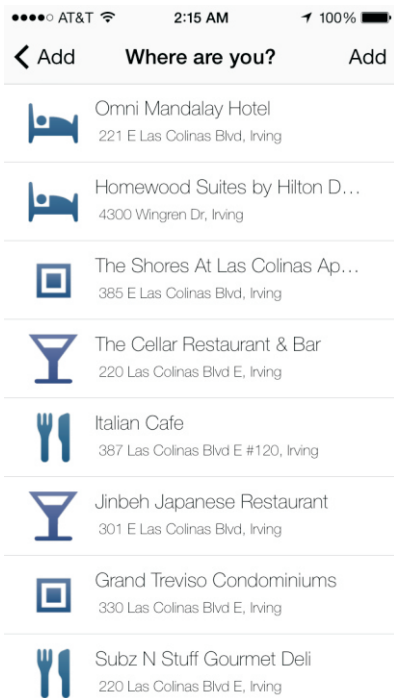 AT&T 2:15 AM 100%
Add Where are you? Add
Omni Mandalay Hotel
221 E Las Colinas Blvd, Irving
Homewood Suites by Hilton D...
4300 Wingren Dr, Irving
The Shores At Las Colinas Ap...
385 E Las Colinas Blvd, Irving
The Cellar Restaurant & Bar
220 Las Colinas Blvd E, Irving
Italian Cafe
387 Las Colinas Blvd E #120, Irving
Jinbeh Japanese Restaurant
301 E Las Colinas Blvd, Irving
Grand Treviso Condominiums
330 Las Colinas Blvd E, Irving
Subz N Stuff Gourmet Deli
220 Las Colinas Blvd E, Irving